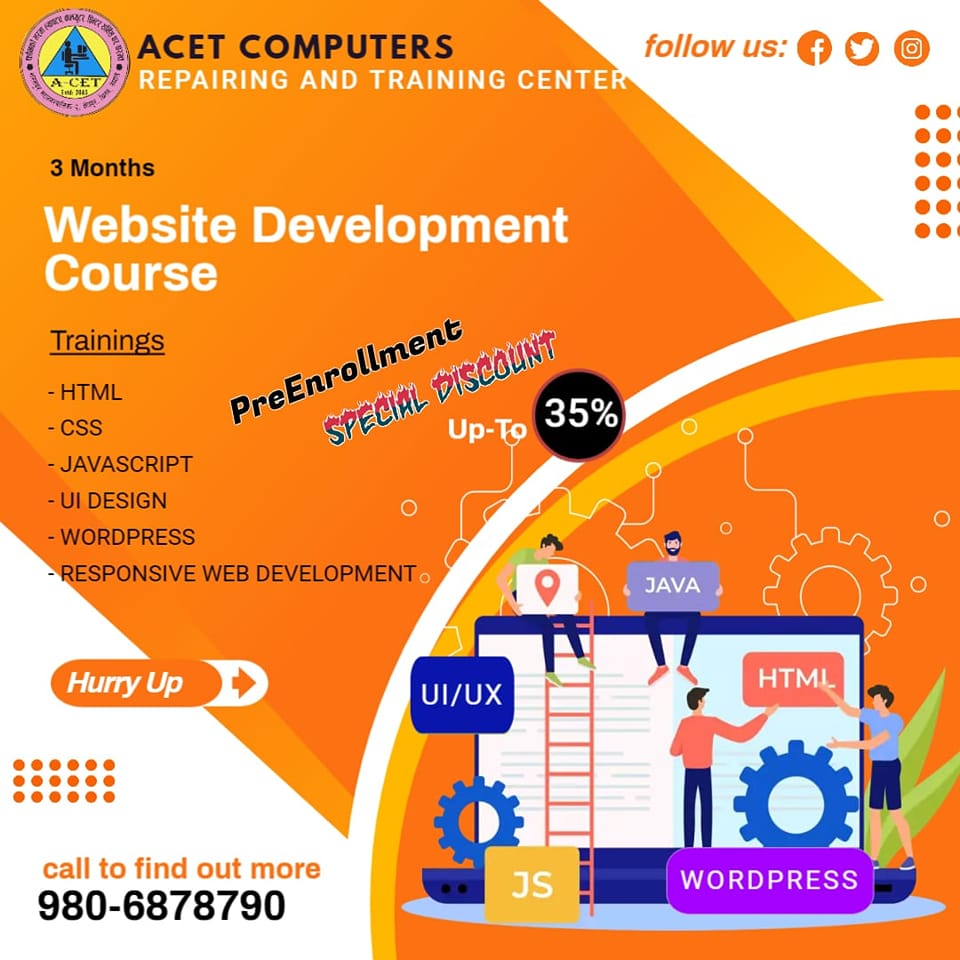 A-CET
ACET COMPUTERS
REPAIRING AND TRAINING CENTER
follow us:
3 Months
Website Development
Course
Trainings
- HTML
- CSS
- JAVASCRIPT
- UI DESIGN
- WORDPRESS
- RESPONSIVE WEB DEVELOPMENT
PreEnrollment
SPECIAL DISCOUNT
Up-To 35%
JAVA
HTML
UI/UX
Hurry Up
JS
WORDPRESS
call to find out more
980-6878790